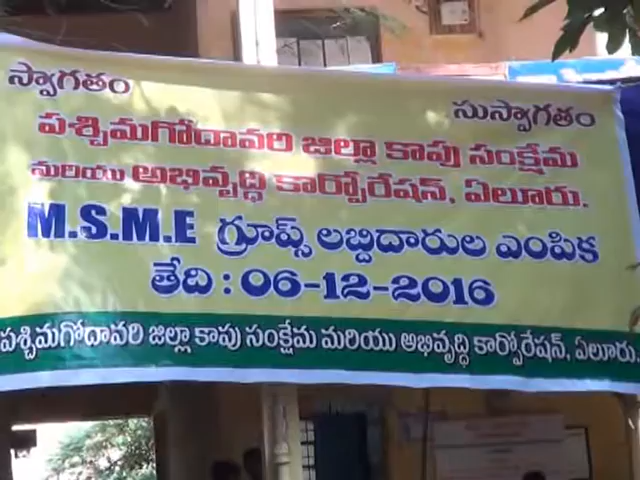 స్వాగతం సుస్వాగతం
పశ్చిమగోదావరి జిల్లా కాపు సంక్షేమ
మరియు అభివృద్ధి కార్పోరేషన్, ఏలూరు.
M.S.M.E గ్రూప్స్ లబ్దిదారుల ఎంపిక
తేది : 06-12-2016
పశ్చిమగోదావరి జిల్లా కాపు సంక్షేమ మరియు అభివృద్ధి కార్పోరేషన్, ఏలూరు.